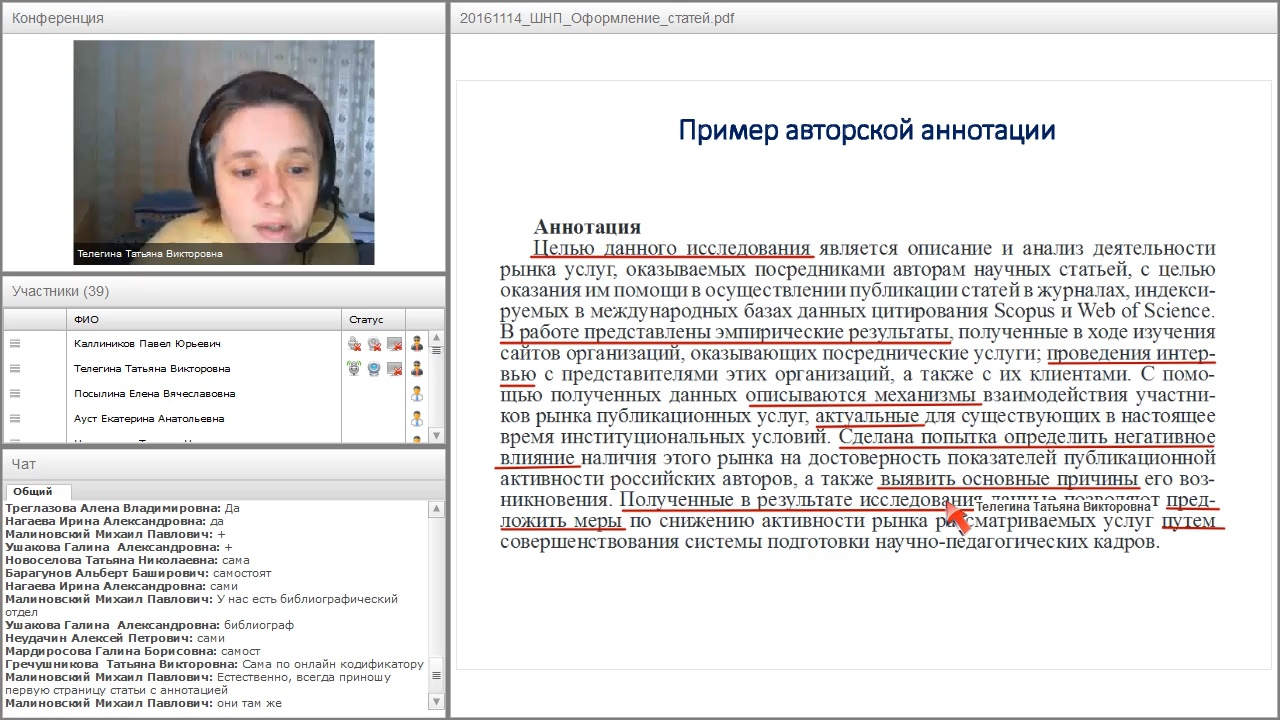 Конференция
Телегина Татьяна Викторовна
Участники (39)
ФИО
Статус
Каллиников Павел Юрьевич
Телегина Татьяна Викторовна
Посылина Елена Вячеславовна
Ауст Екатерина Анатольевна
Чат
Общий
Треглазова Алена Владимировна: Да
Нагаева Ирина Александровна: да
Малиновский Михаил Павлович: +
Ушакова Галина Александровна: +
Новоселова Татьяна Николаевна: сама
Барагунов Альберт Баширович: самостоят
Нагаева Ирина Александровна: сами
Малиновский Михаил Павлович: У нас есть библиографический
отдел
Ушакова Галина Александровна: библиограф
Неудачин Алексей Петрович: сами
Мардиросова Галина Борисовна: самост
Гречушникова Татьяна Викторовна: Сама по онлайн кодификатору
Малиновский Михаил Павлович: Естественно, всегда приношу
первую страницу статьи с аннотацией
Малиновский Михаил Павлович: они там же
20161114_ШНП_Оформление_статей.pdf
Пример авторской аннотации
Аннотация
Целью данного исследования является описание и анализ деятельности
рынка услуг, оказываемых посредниками авторам научных статьей, с целью
оказания им помощи в осуществлении публикации статей в журналах, индекси-
руемых в международных базах данных цитирования Scopus и Web of Science.
В работе представлены эмпирические результаты, полученные в ходе изучения
сайтов организаций, оказывающих посреднические услуги, проведения интер-
вью с представителями этих организаций, а также с их клиентами. С помо-
щью полученных данных описываются механизмы взаимодействия участни-
ков рынка публикационных услуг, актуальные для существующих в настоящее
время институциональных условий. Сделана попытка определить негативное
влияние наличия этого рынка на достоверность показателей публикационной
активности российских авторов, а также выявить основные причины его воз-
никновения. Полученные в результате исследования данные позволяют пред-
Телегина Татьяна Викторовна
ложить меры по снижению активности рынка рассматриваемых услуг путем
совершенствования системы подготовки научно-педагогических кадров.